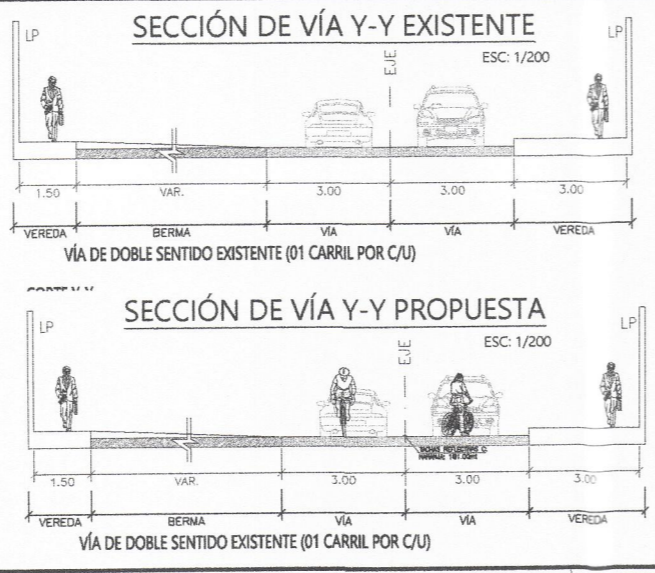 SECCIÓN DE VÍA Y-Y EXISTENTE
LP
LP
EJE
ESC: 1/200
1.50 VAR. 3.00 3.00 3.00
VEREDA BERMA VÍA VÍA VEREDA
VÍA DE DOBLE SENTIDO EXISTENTE (01 CARRIL POR C/U)
SECCIÓN DE VÍA Y-Y PROPUESTA
LP
LP
EJE
ESC: 1/200
TACHAS REFLECTIVAS C.
1.50 VAR. 3.00 3.00 3.00
VEREDA BERMA VÍA VÍA VEREDA
VÍA DE DOBLE SENTIDO EXISTENTE (01 CARRIL POR C/U)